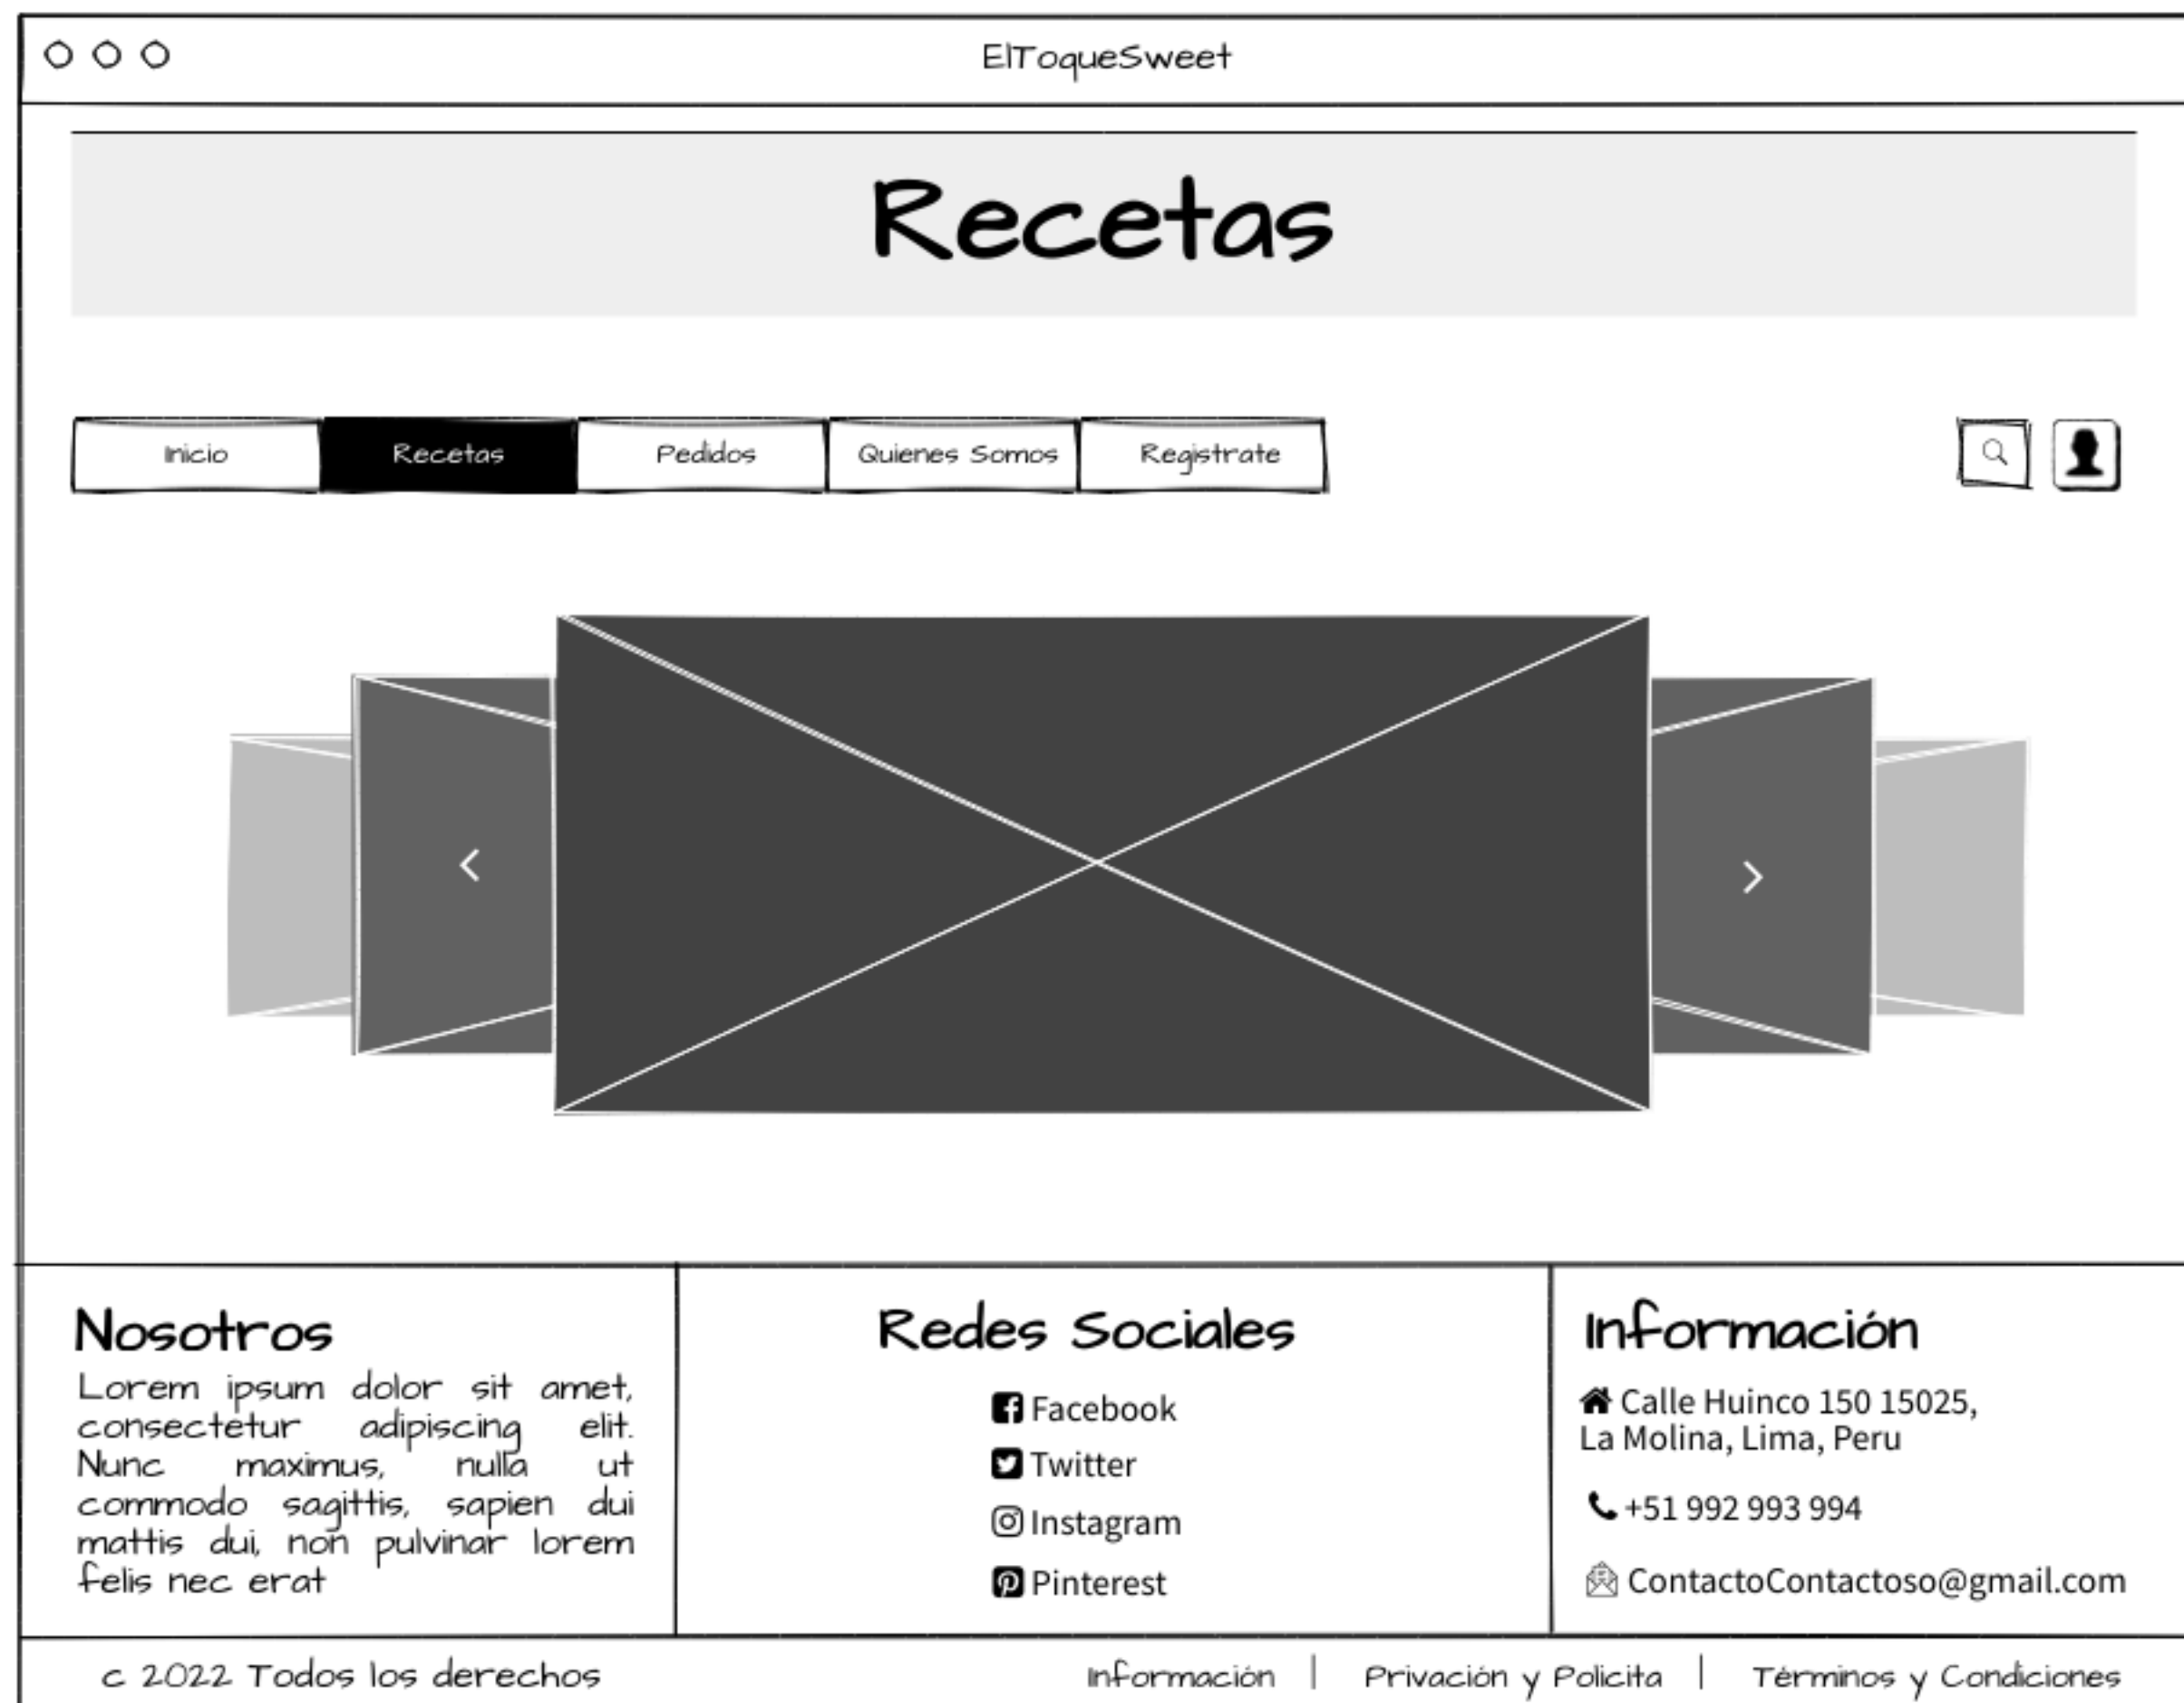 ElToqueSweet
Recetas
Inicio
Recetas
Pedidos
Quienes Somos
Registrate
Nosotros
Lorem ipsum dolor sit amet,
consectetur adipiscing elit.
Nunc maximus, nulla ut
commodo sagittis, sapien dui
mattis dui, non pulvinar lorem
felis nec erat
Redes Sociales
Facebook
Twitter
Instagram
Pinterest
Información
Calle Huinco 150 15025,
La Molina, Lima, Peru
+51 992 993 994
ContactoContactoso@gmail.com
c 2022 Todos los derechos
Información | Privación y Policita | Términos y Condiciones